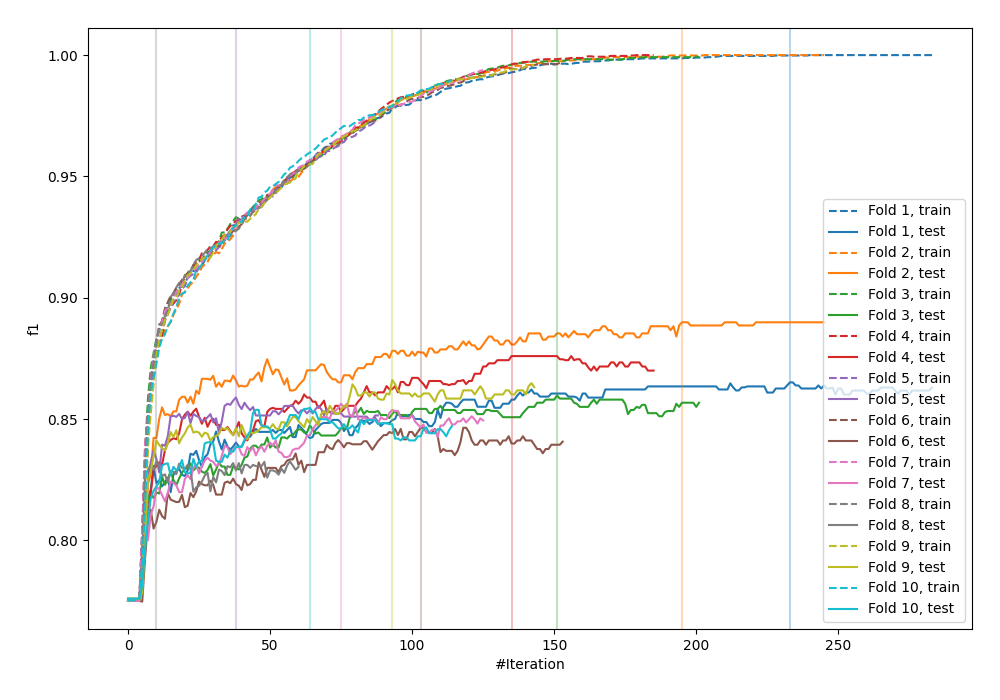 1.00
0.95
0.90
0.85
0.80
f1
0
50
100
150
200
250
#Iteration
Fold 1, train
Fold 1, test
Fold 2, train
Fold 2, test
Fold 3, train
Fold 3, test
Fold 4, train
Fold 4, test
Fold 5, train
Fold 5, test
Fold 6, train
Fold 6, test
Fold 7, train
Fold 7, test
Fold 8, train
Fold 8, test
Fold 9, train
Fold 9, test
Fold 10, train
Fold 10, test